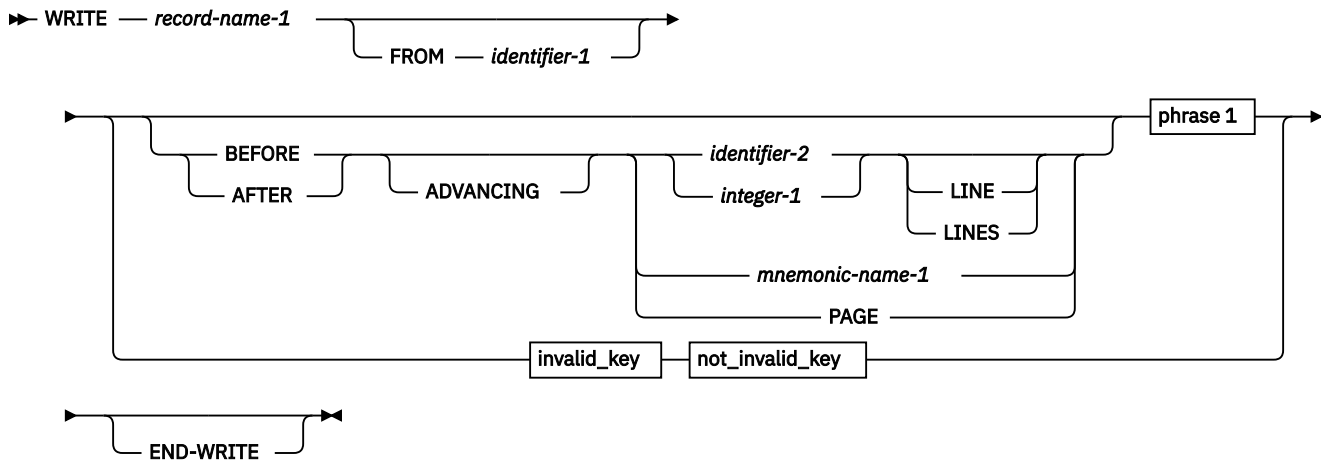 WRITE record-name-1
FROM identifier-1
phrase 1
BEFORE identifier-2
AFTER ADVANCING integer-1 LINE
LINES
mnemonic-name-1
PAGE
invalid_key not_invalid_key
END-WRITE